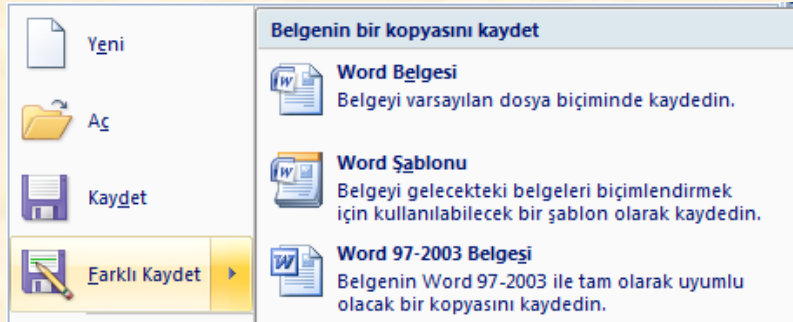 Yeni
Aç
Kaydet
Farklı Kaydet
Belgenin bir kopyasını kaydet
Word Belgesi
Belgeyi varsayılan dosya biçiminde kaydedin.
Word Şablonu
Belgeyi gelecekteki belgeleri biçimlendirmek
için kullanılabilecek bir şablon olarak kaydedin.
Word 97-2003 Belgesi
Belgenin Word 97-2003 ile tam olarak uyumlu
olacak bir kopyasını kaydedin.